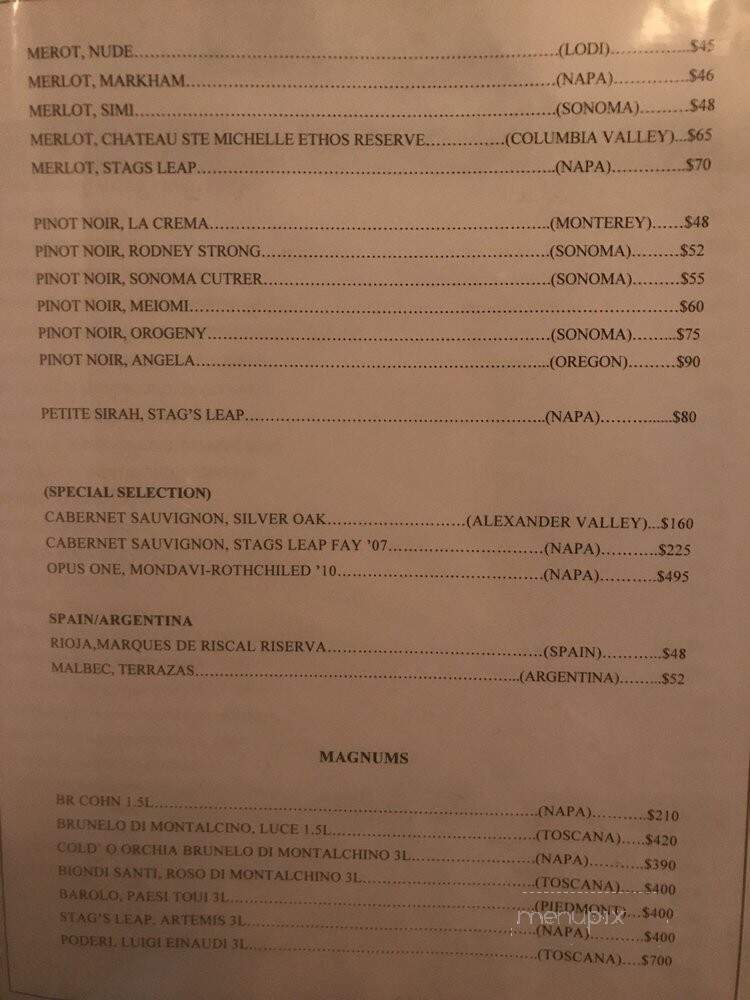 MEROT, NUDE.....(LODI).....$45
MERLOT, MARKHAM.....(NAPA).....$46
MERLOT, SIMI.....(SONOMA).....$48
MERLOT, CHATEAU STE MICHELLE ETHOS RESERVE.....(COLUMBIA VALLEY)...$65
MERLOT, STAGS LEAP.....(NAPA).....$70
PINOT NOIR, LA CREMA.....(MONTEREY)......$48
PINOT NOIR, RODNEY STRONG.....(SONOMA).....$52
PINOT NOIR, SONOMA CUTRER.....(SONOMA).....$55
PINOT NOIR, MEIOMI.....$60
PINOT NOIR, OROGENY.....(SONOMA).....$75
PINOT NOIR, ANGELA.....(OREGON).....$90
PETITE SIRAH, STAG'S LEAP.....(NAPA).....$80
(SPECIAL SELECTION)
CABERNET SAUVIGNON, SILVER OAK.....(ALEXANDER VALLEY)...$160
CABERNET SAUVIGNON, STAGS LEAP FAY '07.....(NAPA).....$225
OPUS ONE, MONDAVI-ROTHCHILED '10.....(NAPA).....$495
SPAIN/ARGENTINA
RIOJA,MARQUES DE RISCAL RISERVA.....(SPAIN).....$48
MALBEC, TERRAZAS.....(ARGENTINA).....$52
MAGNUMS
BR COHN 1.5L.....(NAPA).....$210
BRUNELO DI MONTALCINO, LUCE 1.5L.....(TOSCANA).....$420
COLD' O ORCHIA BRUNELO DI MONTALCHINO 3L.....(NAPA).....$390
BIONDI SANTI, ROSO DI MONTALCHINO 3L.....(TOSCANA).....$400
BAROLO, PAESI TOUI 3L.....(PIEDMONT)...$400
STAG'S LEAP, ARTEMIS 3L.....(NAPA).....$400
PODERI, LUIGI EINAUDI 3L.....(TOSCANA)....$700
menupix